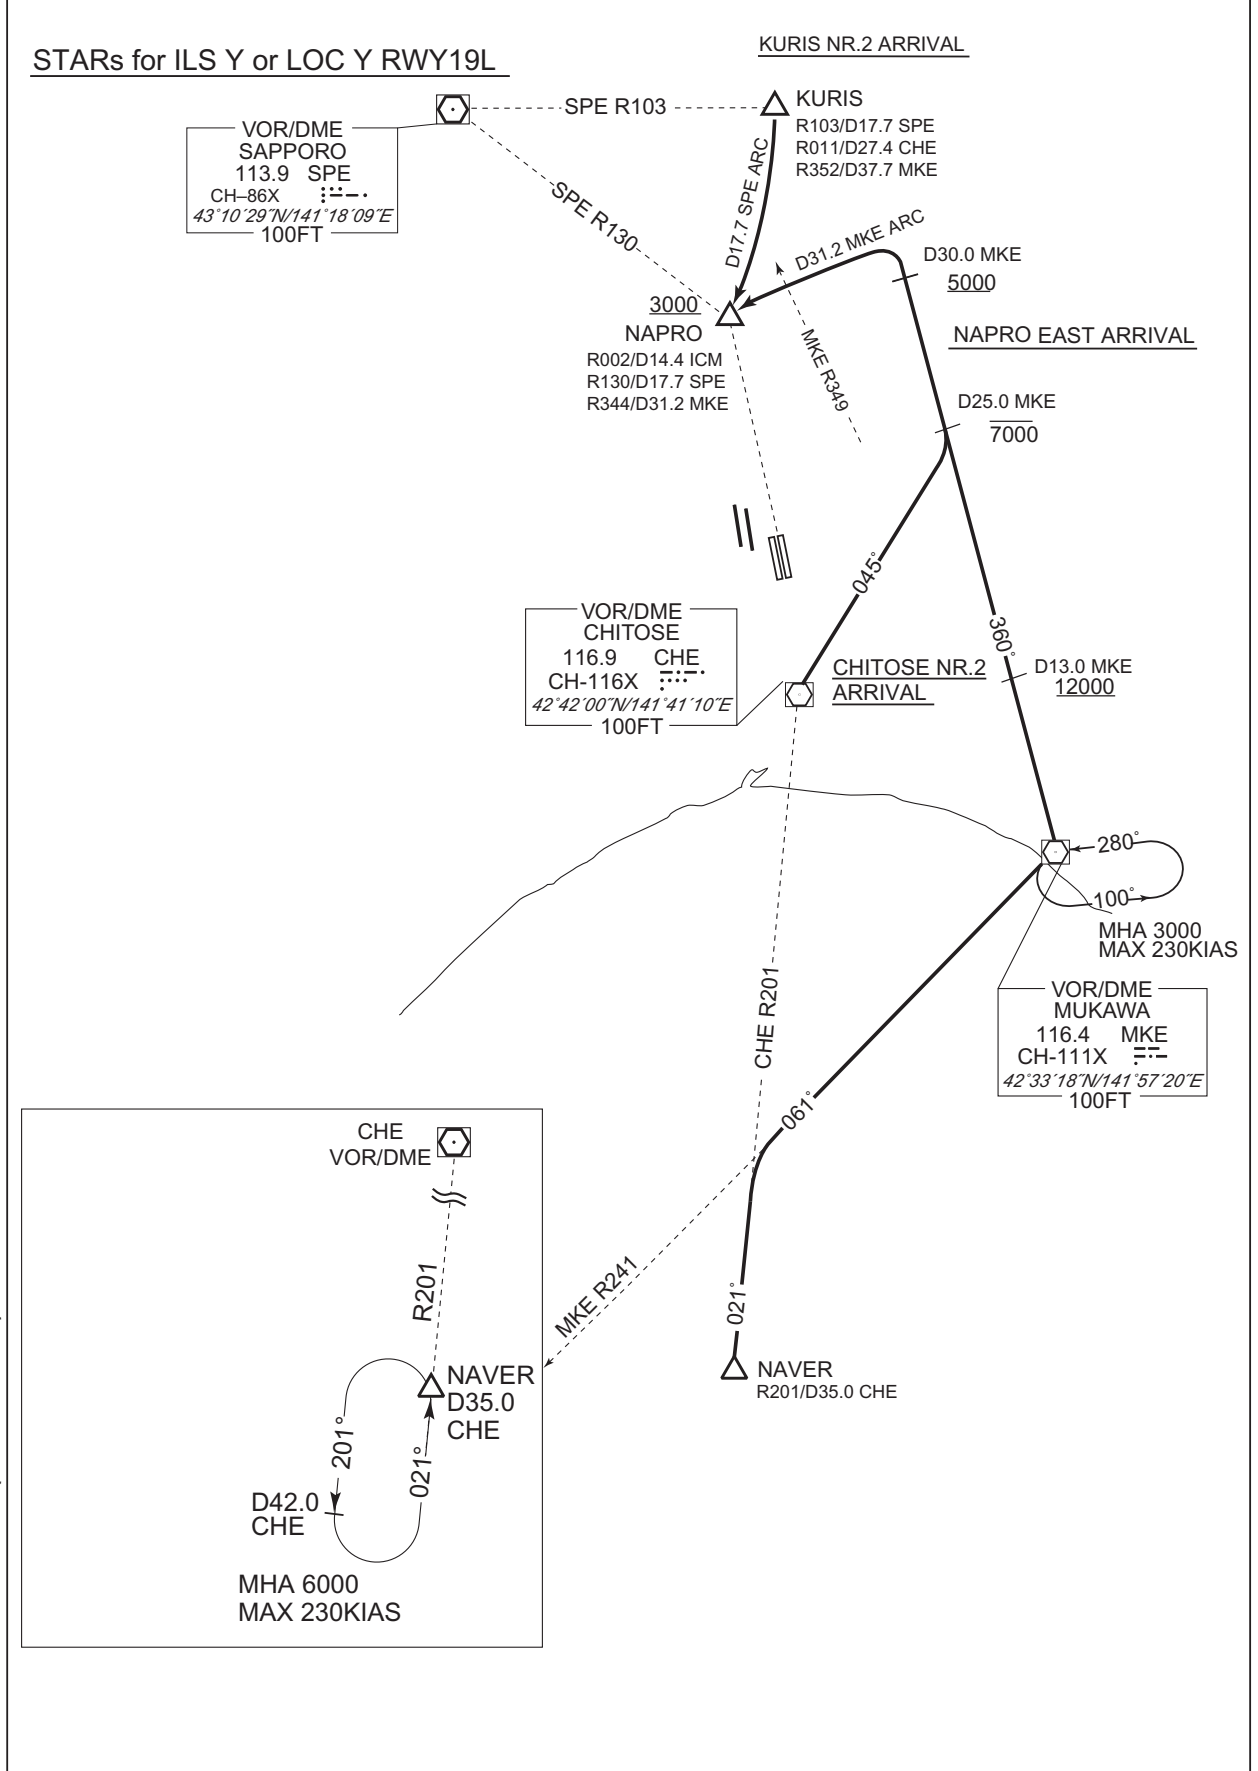 STARs for ILS Y or LOC Y RWY19L
KURIS NR.2 ARRIVAL
SPE R103
KURIS
R103/D17.7 SPE
R011/D27.4 CHE
R352/D37.7 MKE
VOR/DME
SAPPORO
113.9 SPE
CH–86X
43°10´29˝N/141°18´09˝E
100FT
SPE R130
D17.7 SPE ARC
D31.2 MKE ARC
D30.0 MKE
5000
3000
NAPRO
R002/D14.4 ICM
R130/D17.7 SPE
R344/D31.2 MKE
MKE R349
NAPRO EAST ARRIVAL
D25.0 MKE
7000
045°
VOR/DME
CHITOSE
116.9 CHE
CH-116X
42°42´00˝N/141°41´10˝E
100FT
360°
CHITOSE NR.2
ARRIVAL
D13.0 MKE
12000
280°
100°
MHA 3000
MAX 230KIAS
VOR/DME
MUKAWA
116.4 MKE
CH-111X
42°33´18˝N/141°57´20˝E
100FT
CHE R201
061°
MKE R241
021°
NAVER
R201/D35.0 CHE
CHE
VOR/DME
R201
NAVER
D35.0
CHE
201°
021°
D42.0
CHE
MHA 6000
MAX 230KIAS